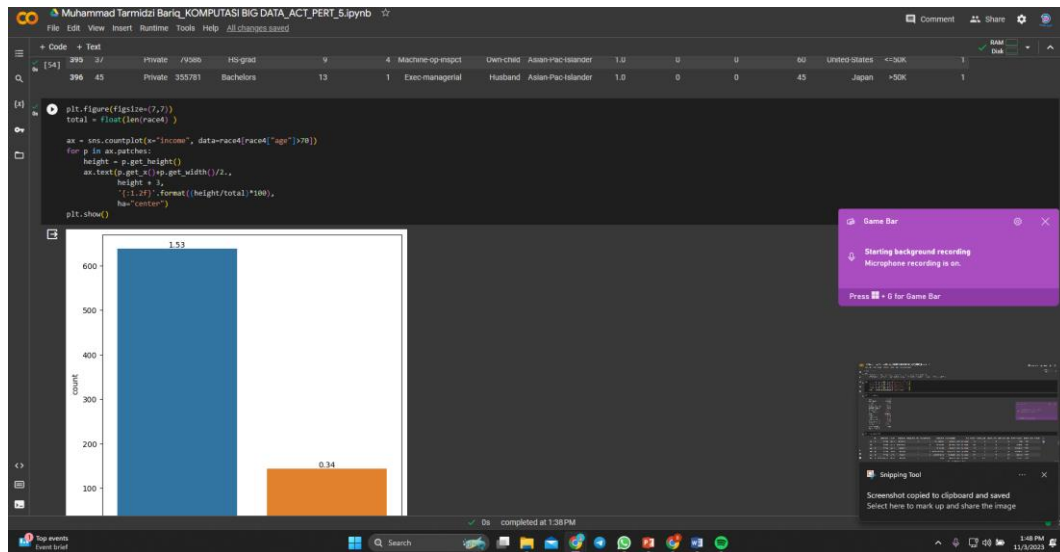 Muhammad Tarmidzi Bariq_KOMPUTASI BIG DATA_ACT_PERT_5.ipynb
Comment Share
File Edit View Insert Runtime Tools Help All changes saved
+ Code + Text
RAM
Disk
[54] 395 37 Private 79586 HS-grad 9 4 Machine-op-inspct Own-child Asian-Pac-Islander 1.0 0 0 60 United-States <=50K 1
396 45 Private 355781 Bachelors 13 1 Exec-managerial Husband Asian-Pac-Islander 1.0 0 0 45 Japan >50K 1
plt.figure(figsize=(7,7))
total = float(len(race4) )
ax = sns.countplot(x="income", data=race4[race4["age"]>70])
for p in ax.patches:
height = p.get_height()
ax.text(p.get_x()+p.get_width()/2.,
height + 3,
'{:1.2f}'.format((height/total)*100),
ha="center")
plt.show()
1.53
600
500
400
count
300
200
0.34
100
Game Bar
Starting background recording
Microphone recording is on.
Press + G for Game Bar
Snipping Tool
Screenshot copied to clipboard and saved
Select here to mark up and share the image
0s completed at 1:38 PM
Top events
Event brief
Search
1:48 PM
11/3/2023